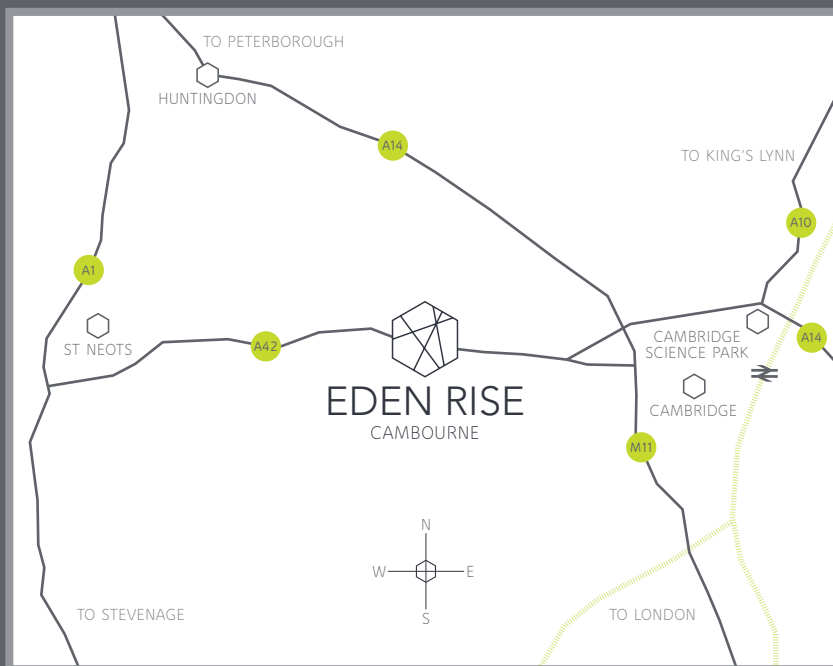 TO PETERBOROUGH
HUNTINGDON
A14
TO KING'S LYNN
A10
A1
ST NEOTS
A42
CAMBRIDGE
SCIENCE PARK
A14
EDEN RISE
CAMBOURNE
CAMBRIDGE
M11
N
W
E
S
TO STEVENAGE
TO LONDON